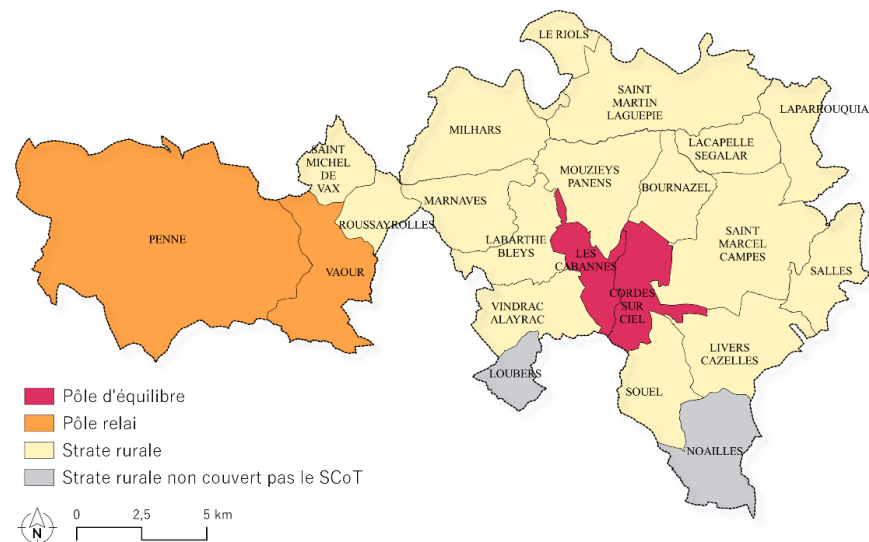 LE RIOLS
SAINT
MARTIN
LAGUEPIE
LAPARROUQUIA
MILHARS
LACAPELLE
SEGALAR
SAINT
MICHEL
DE
VAX
MOUZIEYS
PANENS
BOURNAZEL
MARNAVES
ROUSSAYROLLES
PENNE
LABARTHE
BLEYS
SAINT
MARCEL
CAMPES
LES
CABANNES
SALLES
VAOUR
CORDES
SUR
CIEL
VINDRAC
ALAYRAC
LIVERS
CAZELLES
LOUBERS
SOUEL
NOAILLES
Pôle d'équilibre
Pôle relai
Strate rurale
Strate rurale non couvert pas le SCoT
N
0 2,5 5 km